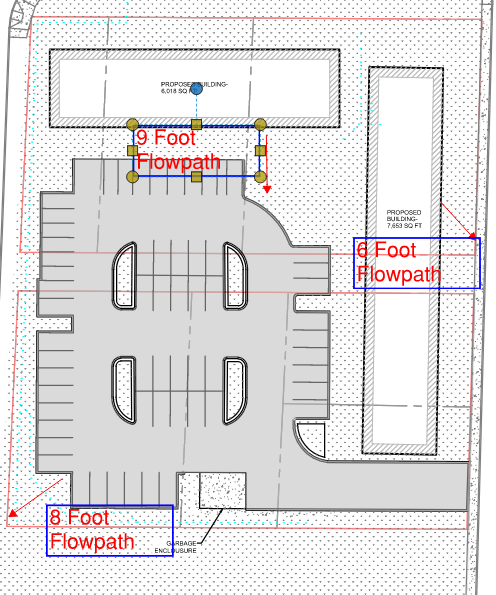 PROPOSED BUILDING-
6,018 SQ FT
9 Foot
Flowpath
PROPOSED
BUILDING-
7,653 SQ FT
6 Foot
Flowpath
8 Foot
Flowpath
GARBAGE
ENCLOUSURE